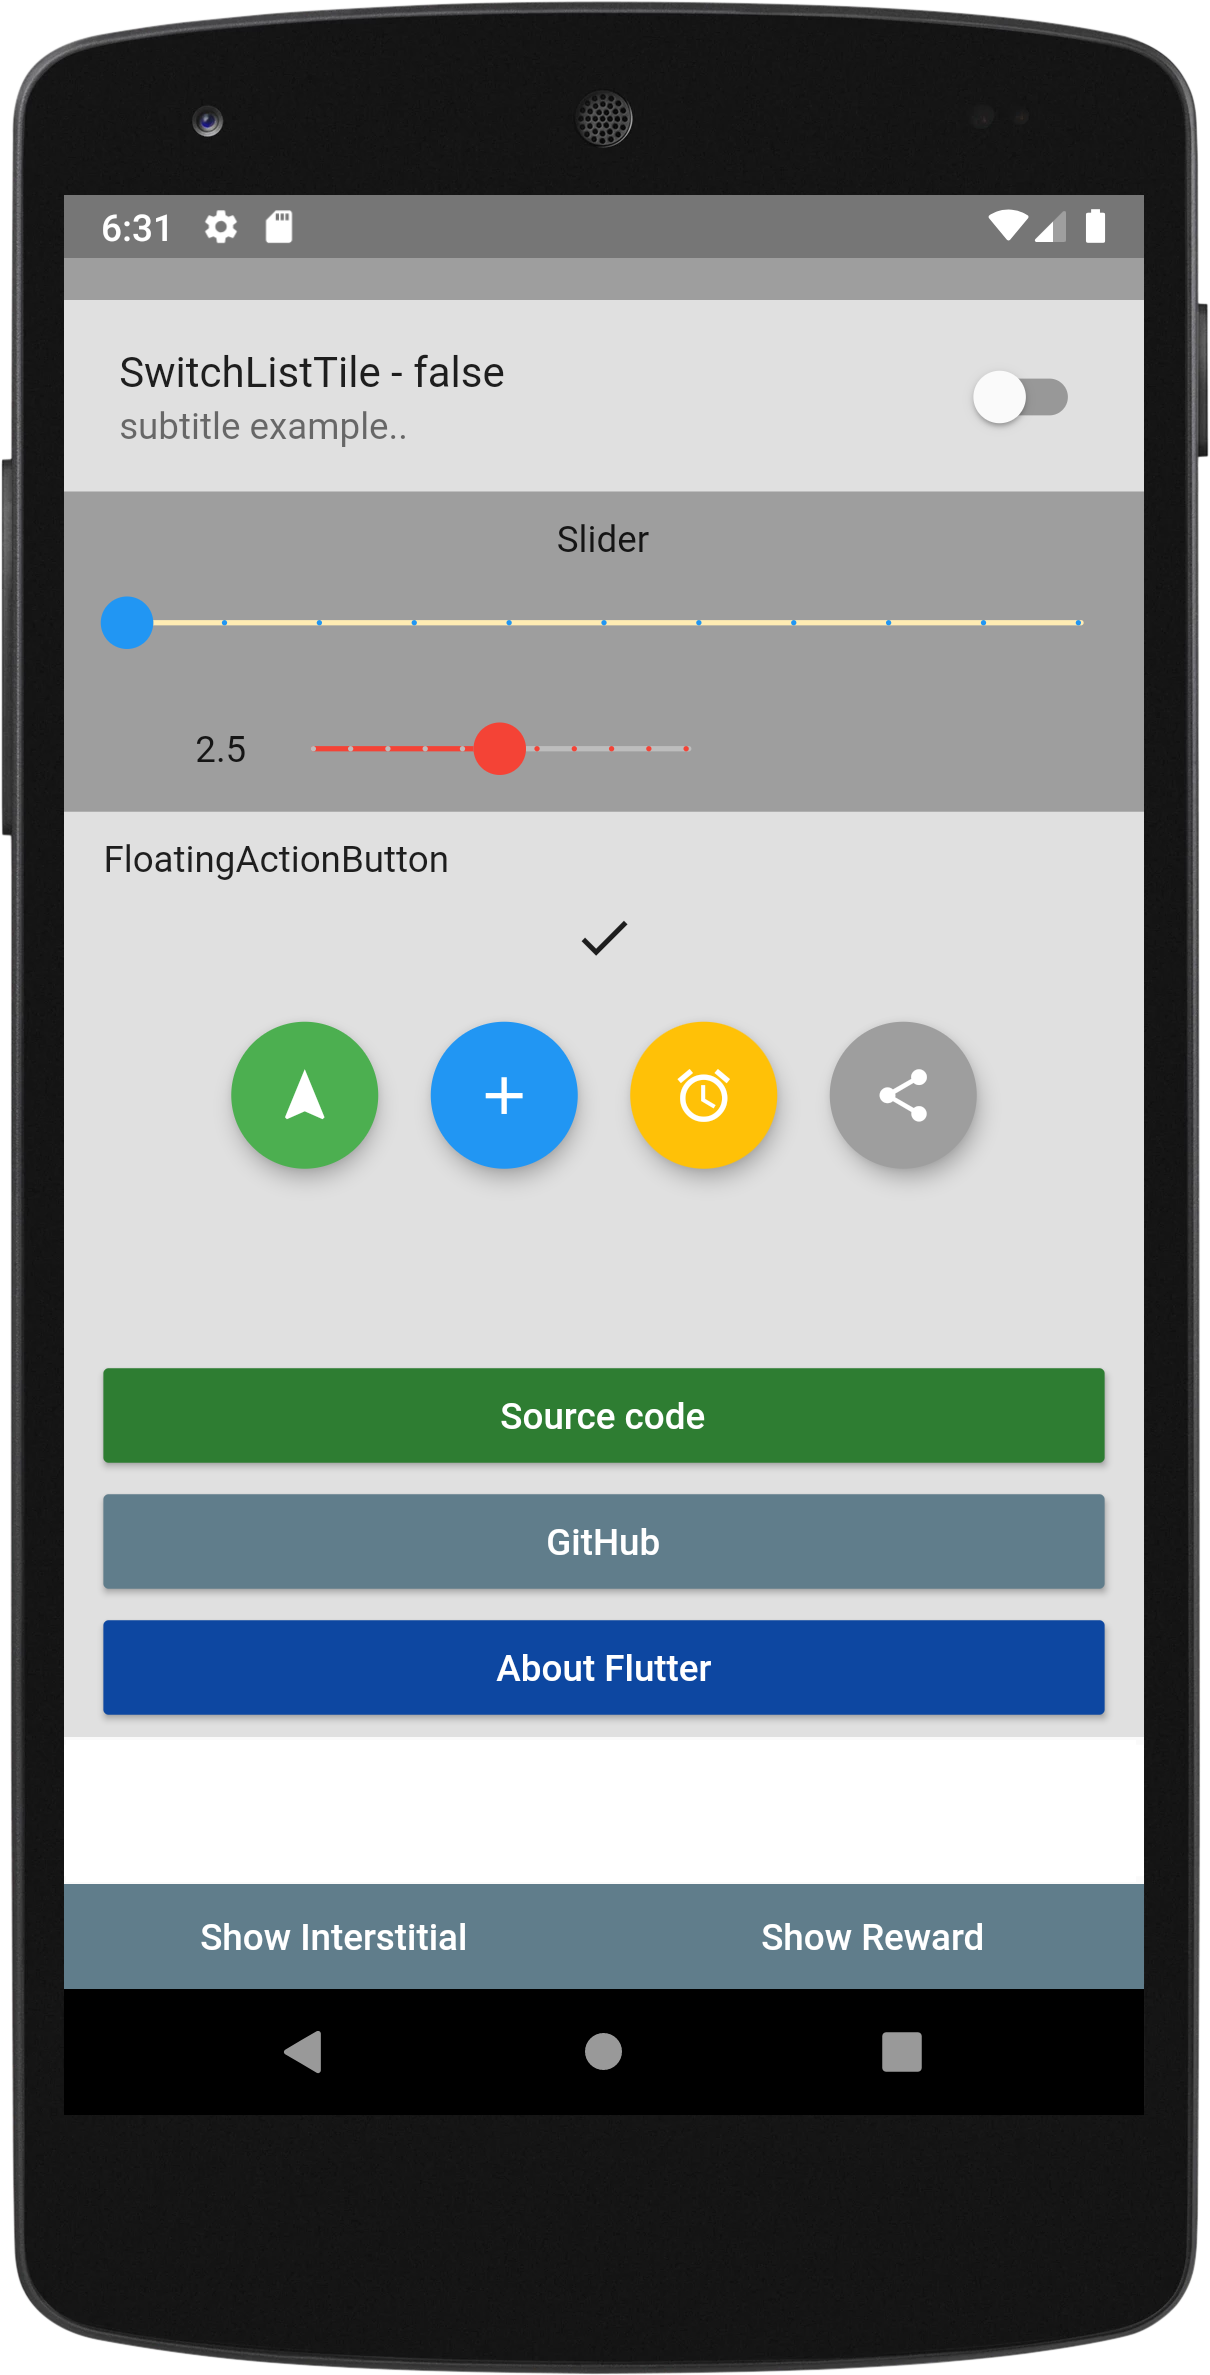 6:31
SwitchListTile - false
subtitle example..
Slider
2.5
FloatingActionButton
Source code
GitHub
About Flutter
Show Interstitial
Show Reward